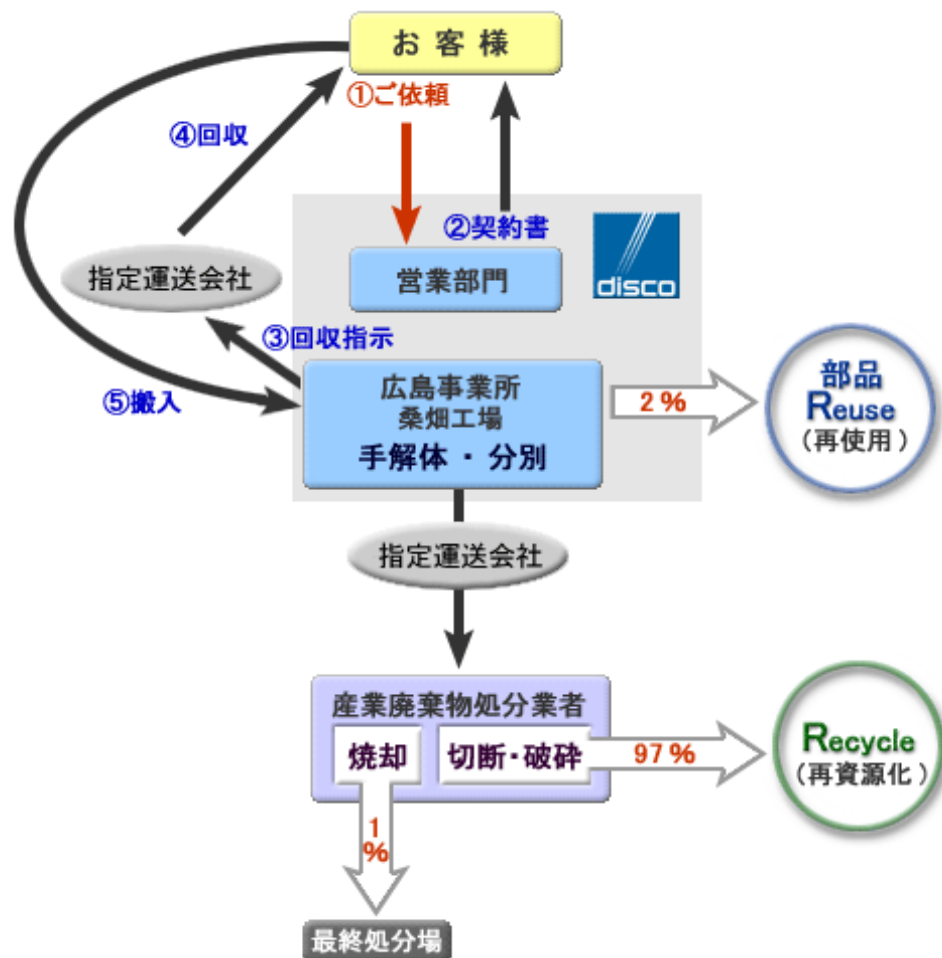 お客様
①ご依頼
④回収
②契約書
営業部門
disco
指定運送会社
③回収指示
⑤搬入
広島事業所
桑畑工場
手解体・分別
2%
部品
Reuse
(再使用)
指定運送会社
産業廃棄物処分業者
焼却
切断・破砕
97%
Recycle
(再資源化)
1
%
最終処分場